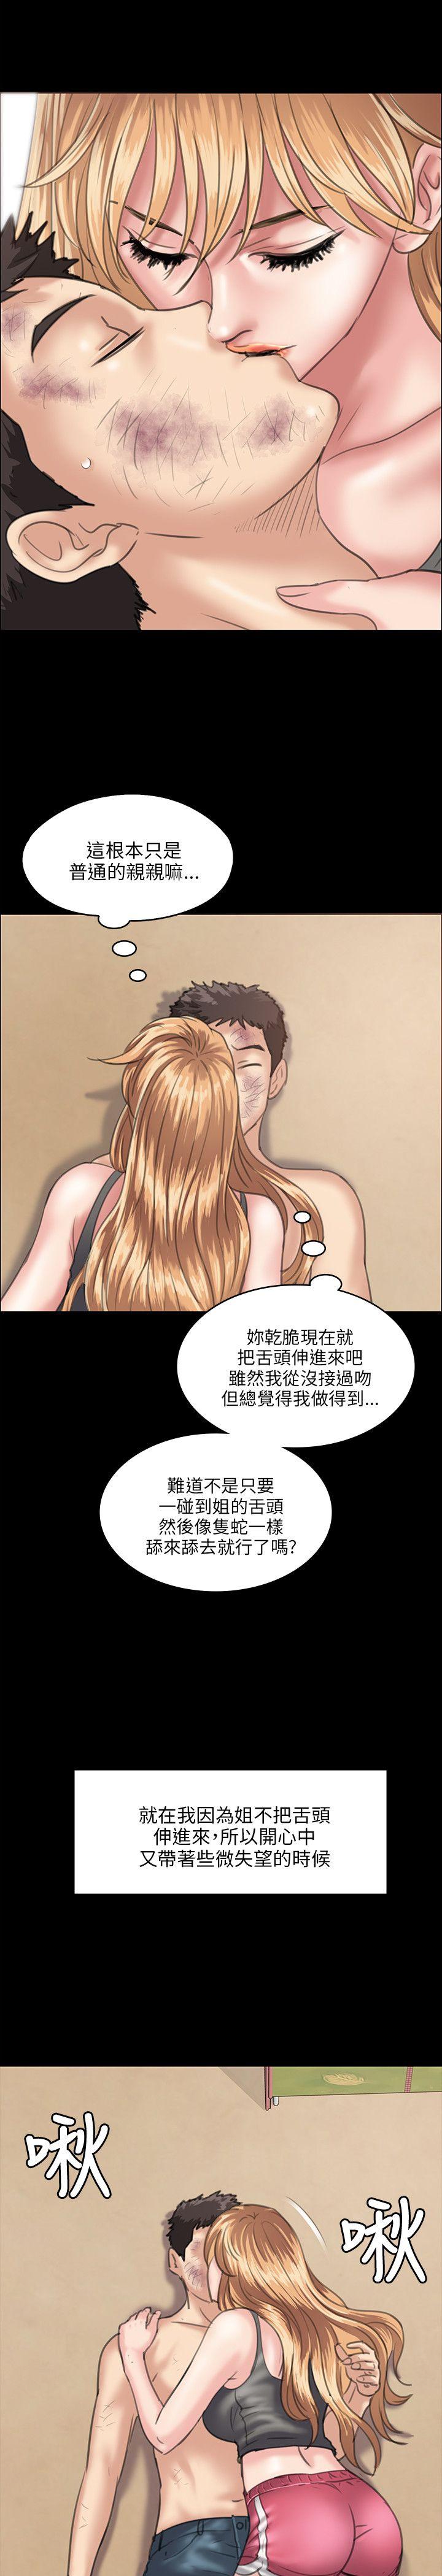 這根本只是
普通的親親嘛...
妳乾脆現在就
把舌頭伸進來吧
雖然我從沒接過吻
但總覺得我做得到...
難道不是只要
一碰到姐的舌頭
然後像隻蛇一樣
舔來舔去就行了嗎?
就在我因為姐不把舌頭
伸進來,所以開心中
又帶著些微失望的時候
啾
啾